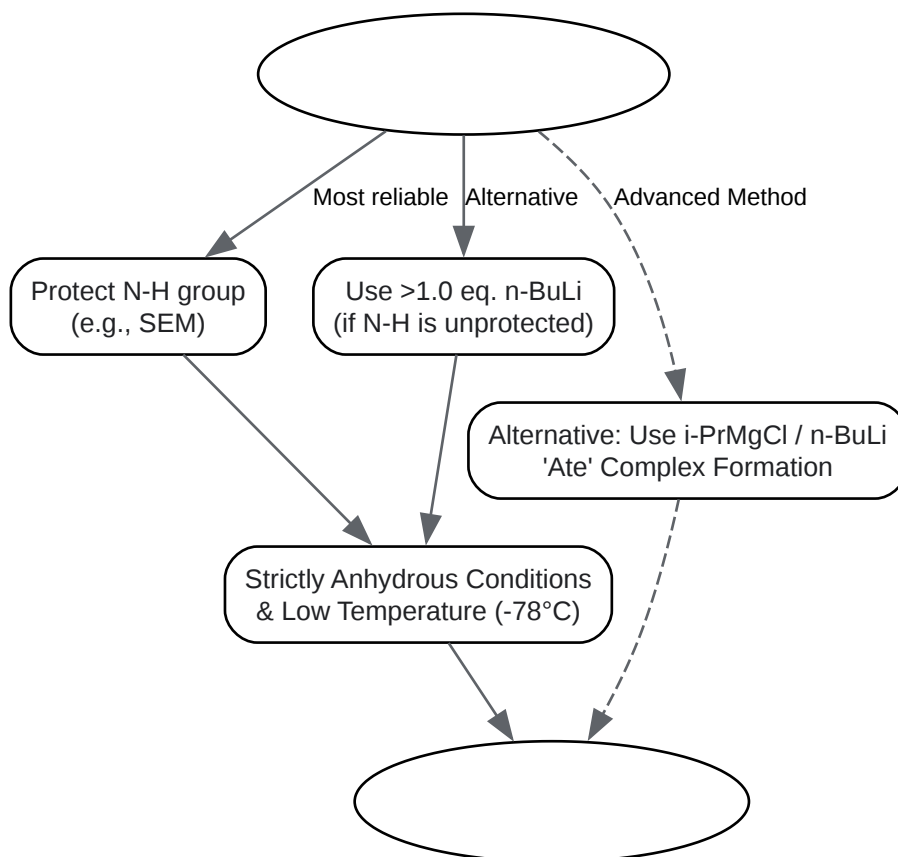 Most reliable
Alternative
Advanced Method
Protect N-H group
(e.g., SEM)
Use >1.0 eq. n-BuLi
(if N-H is unprotected)
Alternative: Use i-PrMgCl / n-BuLi
'Ate' Complex Formation
Strictly Anhydrous Conditions
& Low Temperature (-78°C)